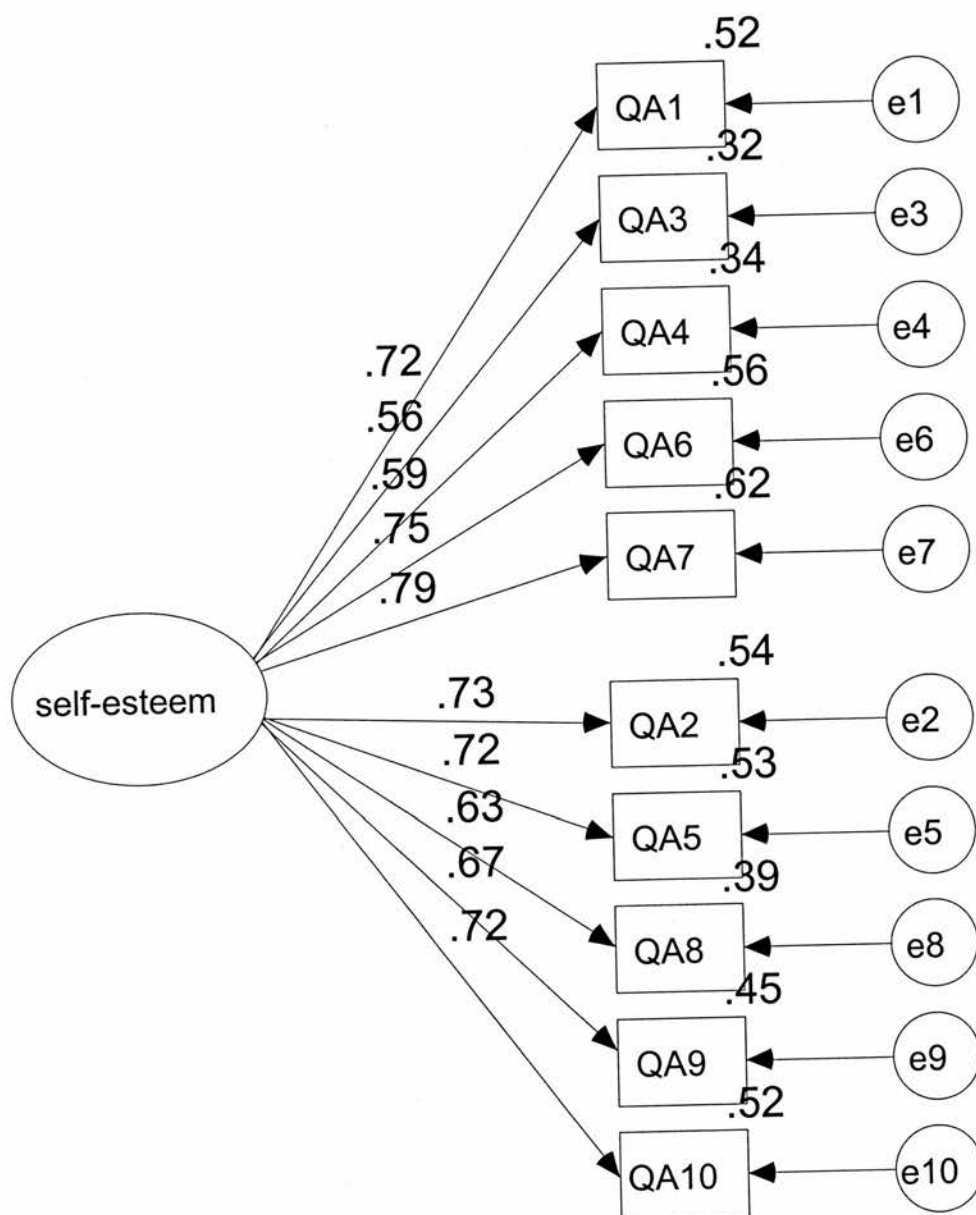 .52
QA1
e1
.32
QA3
e3
.34
QA4
e4
.72
.56
.56
QA6
e6
.59
.62
.75
QA7
e7
.79
self-esteem
.54
.73
QA2
e2
.72
.53
.63
QA5
e5
.67
.39
.72
QA8
e8
.45
QA9
e9
.52
QA10
e10